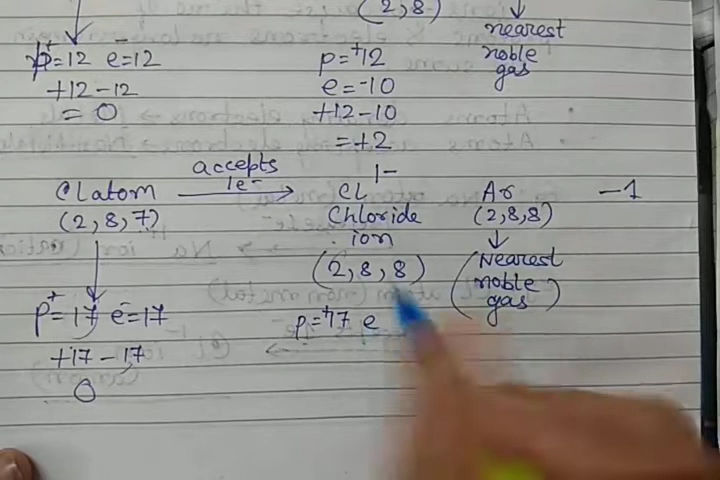 (2,8)
nearest
noble
gas
p⁺=12 e⁻=12
+12-12
= 0
p=+12
e=-10
+12-10
=+2
Cl atom accepts 1e⁻ → Cl¹⁻ Ar -1
(2, 8, 7) Chloride (2,8,8)
ion
(2, 8, 8)
(Nearest
noble
gas)
p⁺=17 e⁻=17
+17-17
0
p=+17 e